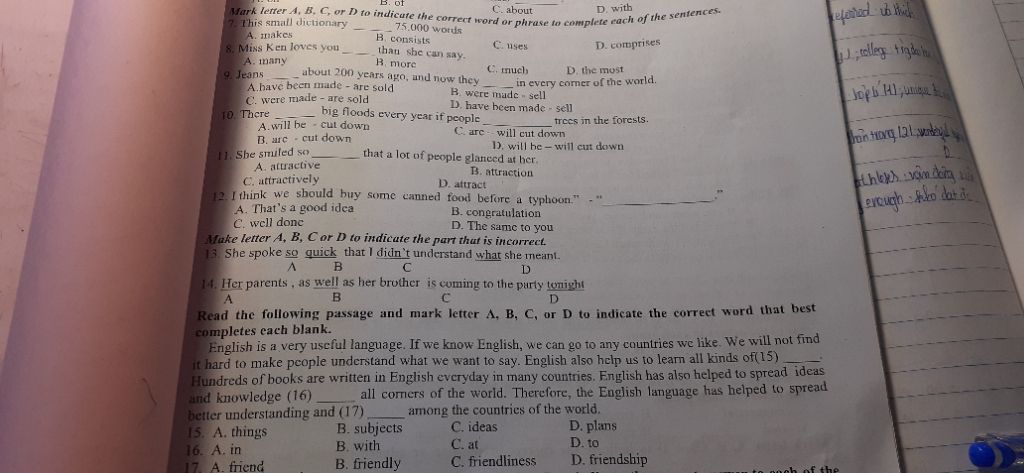 B. of C. about D. with
Mark letter A, B, C, or D to indicate the correct word or phrase to complete each of the sentences.
7. This small dictionary ______ 75.000 words
A. makes B. consists C. uses D. comprises
8. Miss Ken loves you ______ than she can say.
A. many B. more C. much D. the most
9. Jeans ____ about 200 years ago, and now they ____ in every corner of the world.
A.have been made - are sold B. were made - sell
C. were made - are sold D. have been made - sell
10. There ______ big floods every year if people __________ trees in the forests.
A.will be - cut down C. are - will cut down
B. are - cut down D. will be – will cut down
11. She smiled so_______ that a lot of people glanced at her.
A. attractive B. attraction
C. attractively D. attract
12. I think we should buy some canned food before a typhoon." - "________________."
A. That's a good idea B. congratulation
C. well done D. The same to you
Make letter A, B, C or D to indicate the part that is incorrect.
13. She spoke so quick that I didn't understand what she meant.
A B C D
14. Her parents , as well as her brother is coming to the party tonight
A B C D
Read the following passage and mark letter A, B, C, or D to indicate the correct word that best
completes each blank.
English is a very useful language. If we know English, we can go to any countries we like. We will not find
it hard to make people understand what we want to say. English also help us to learn all kinds of(15) _____.
Hundreds of books are written in English everyday in many countries. English has also helped to spread ideas
and knowledge (16) _____ all corners of the world. Therefore, the English language has helped to spread
better understanding and (17) _____ among the countries of the world.
15. A. things B. subjects C. ideas D. plans
16. A. in B. with C. at D. to
17. A. friend B. friendly C. friendliness D. friendship
each of the
college
enough